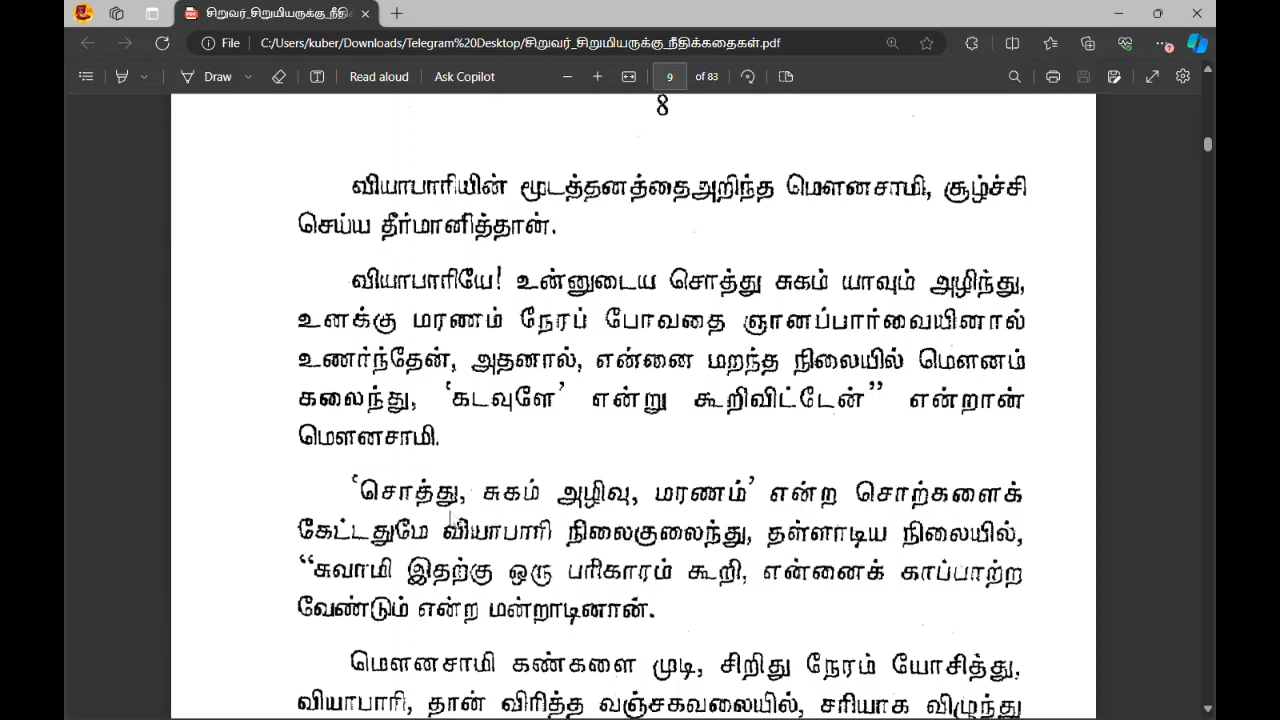 சிறுவர்_சிறுமியருக்கு_நீதிக்
File
C:/Users/kuber/Downloads/Telegram%20Desktop/சிறுவர்_சிறுமியருக்கு_நீதிக்கதைகள்.pdf
Draw
Read aloud
Ask Copilot
9 of 83
8
வியாபாரியின் மூடத்தனத்தைஅறிந்த மௌனசாமி, சூழ்ச்சி
செய்ய தீர்மானித்தான்.
வியாபாரியே! உன்னுடைய சொத்து சுகம் யாவும் அழிந்து,
உனக்கு மரணம் நேரப் போவதை ஞானப்பார்வையினால்
உணர்ந்தேன், அதனால், என்னை மறந்த நிலையில் மௌனம்
கலைந்து, ‘கடவுளே’ என்று கூறிவிட்டேன்” என்றான்
மௌனசாமி.
‘சொத்து, சுகம் அழிவு, மரணம்’ என்ற சொற்களைக்
கேட்டதுமே வியாபாரி நிலைகுலைந்து, தள்ளாடிய நிலையில்,
“சுவாமி இதற்கு ஒரு பரிகாரம் கூறி, என்னைக் காப்பாற்ற
வேண்டும் என்ற மன்றாடினான்.
மௌனசாமி கண்களை முடி, சிறிது நேரம் யோசித்து,
வியாபாரி, தான் விரித்த வஞ்சகவலையில், சரியாக விழுந்து